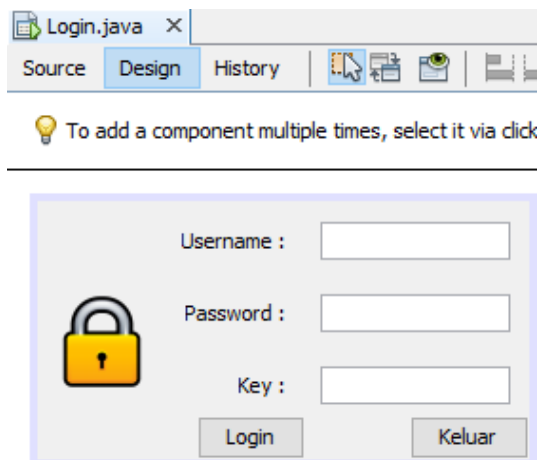 Login.java
Source Design History
To add a component multiple times, select it via click
Username :
Password :
Key :
Login Keluar